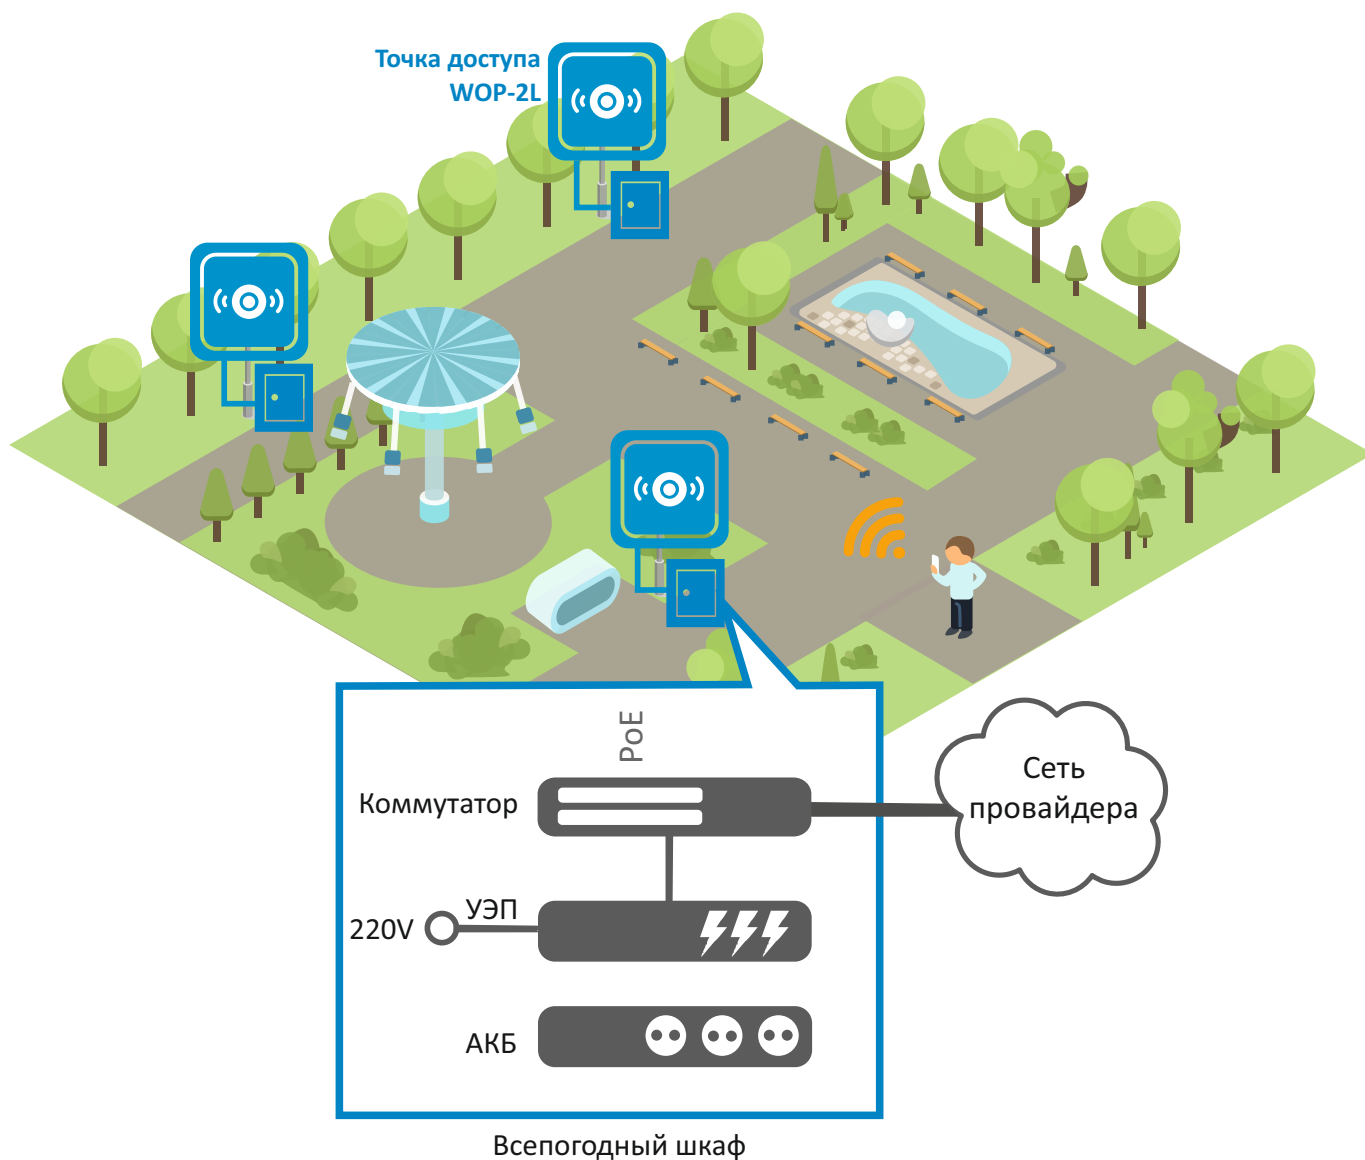 Точка доступа
WOP-2L
PoE
Коммутатор
Сеть
провайдера
УЭП
220V
АКБ
Всепогодный шкаф